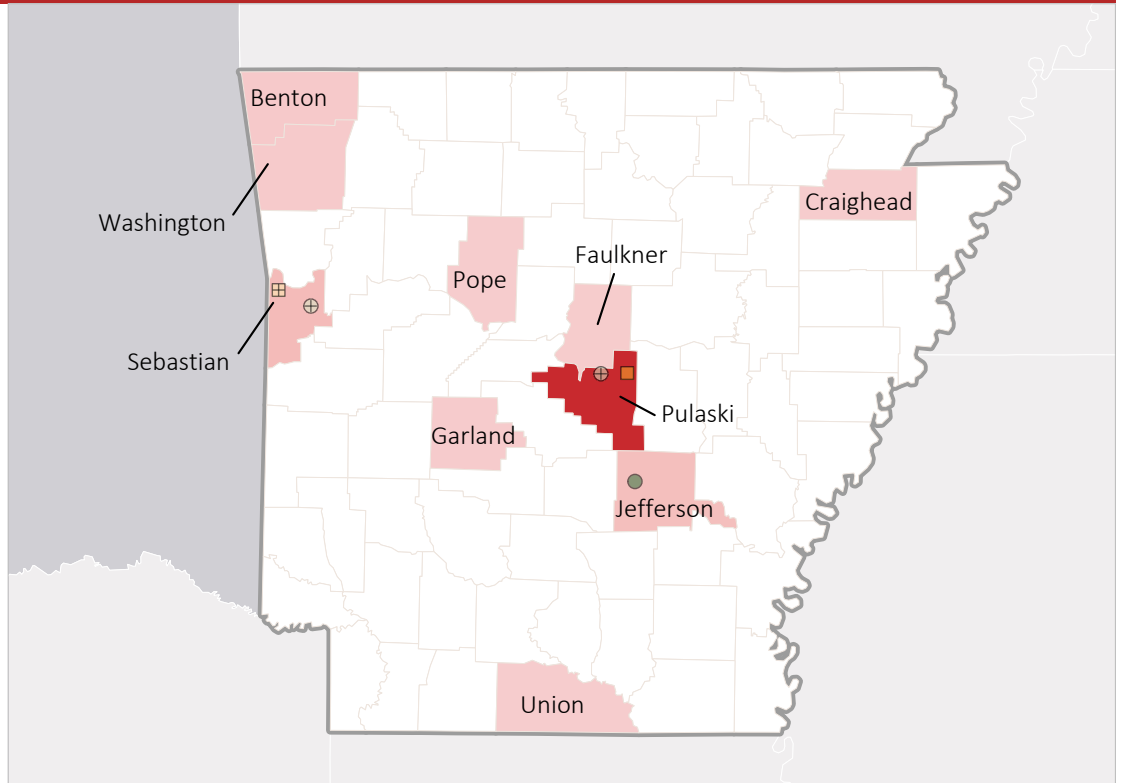 Benton
Craighead
Washington
Faulkner
Pope
Sebastian
Pulaski
Garland
Jefferson
Union